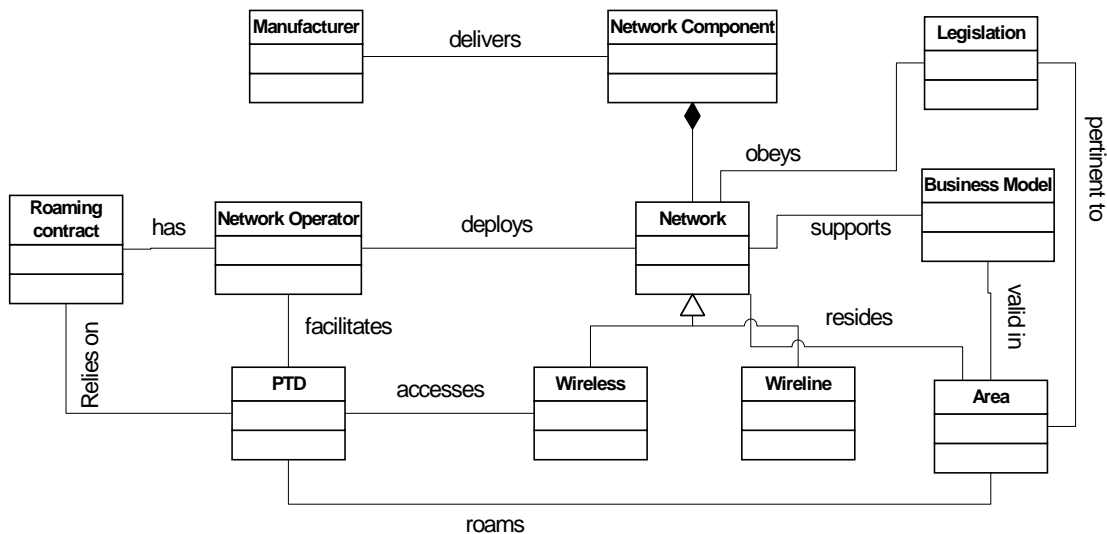 Manufacturer
delivers
Network Component
Legislation
obeys
pertinent to
Business Model
Roaming
contract
has
Network Operator
deploys
Network
supports
facilitates
resides
valid in
Relies on
PTD
accesses
Wireless
Wireline
Area
roams